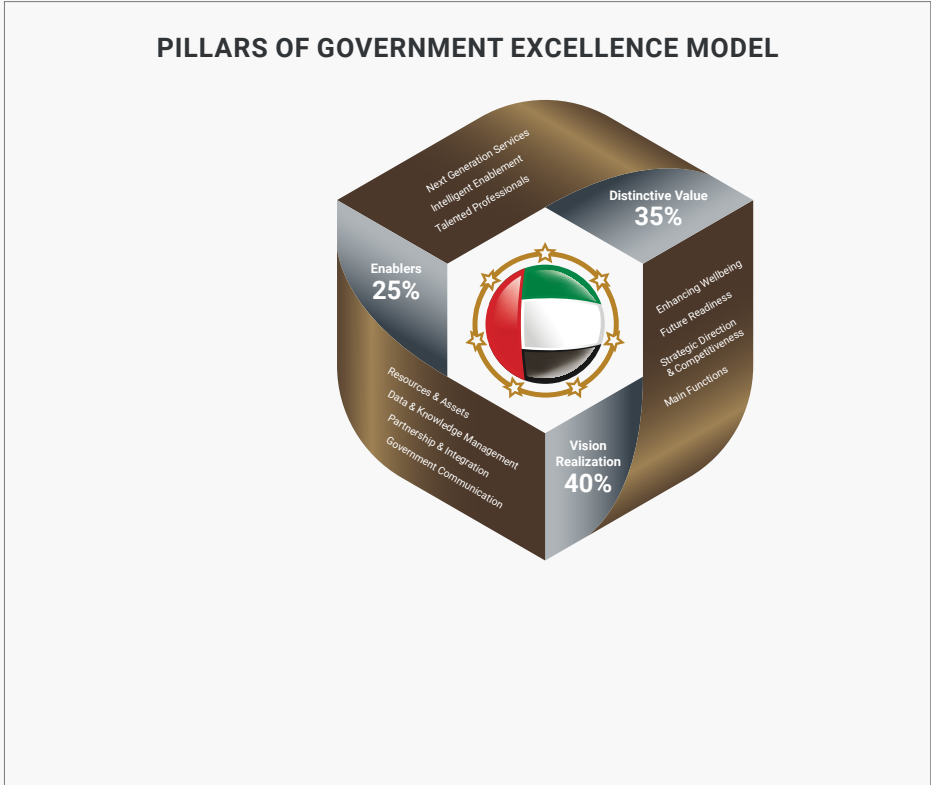 PILLARS OF GOVERNMENT EXCELLENCE MODEL
Next Generation Services
Intelligent Enablement
Talented Professionals
Distinctive Value
35%
Enablers
25%
Enhancing Wellbeing
Future Readiness
Strategic Direction
& Competitiveness
Main Functions
Resources & Assets
Data & Knowledge Management
Partnership & Integration
Government Communication
Vision
Realization
40%